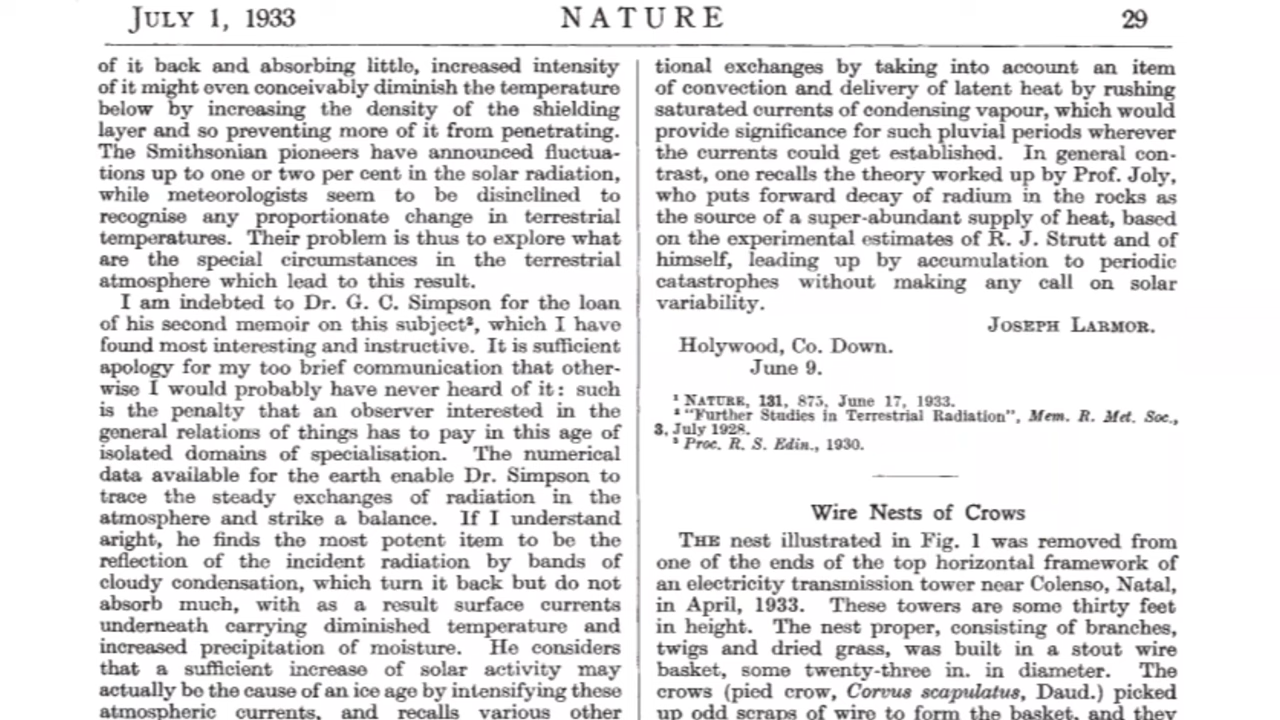 JULY 1, 1933 NATURE 29
of it back and absorbing little, increased intensity
of it might even conceivably diminish the temperature
below by increasing the density of the shielding
layer and so preventing more of it from penetrating.
The Smithsonian pioneers have announced fluctua-
tions up to one or two per cent in the solar radiation,
while meteorologists seem to be disinclined to
recognise any proportionate change in terrestrial
temperatures. Their problem is thus to explore what
are the special circumstances in the terrestrial
atmosphere which lead to this result.
I am indebted to Dr. G. C. Simpson for the loan
of his second memoir on this subject², which I have
found most interesting and instructive. It is sufficient
apology for my too brief communication that other-
wise I would probably have never heard of it: such
is the penalty that an observer interested in the
general relations of things has to pay in this age of
isolated domains of specialisation. The numerical
data available for the earth enable Dr. Simpson to
trace the steady exchanges of radiation in the
atmosphere and strike a balance. If I understand
aright, he finds the most potent item to be the
reflection of the incident radiation by bands of
cloudy condensation, which turn it back but do not
absorb much, with as a result surface currents
underneath carrying diminished temperature and
increased precipitation of moisture. He considers
that a sufficient increase of solar activity may
actually be the cause of an ice age by intensifying these
atmospheric currents, and recalls various other
tional exchanges by taking into account an item
of convection and delivery of latent heat by rushing
saturated currents of condensing vapour, which would
provide significance for such pluvial periods wherever
the currents could get established. In general con-
trast, one recalls the theory worked up by Prof. Joly,
who puts forward decay of radium in the rocks as
the source of a super-abundant supply of heat, based
on the experimental estimates of R. J. Strutt and of
himself, leading up by accumulation to periodic
catastrophes without making any call on solar
variability.
JOSEPH LARMOR.
Holywood, Co. Down.
June 9.
¹ NATURE, 131, 875, June 17, 1933.
² "Further Studies in Terrestrial Radiation", Mem. R. Met. Soc.,
3, July 1928.
³ Proc. R. S. Edin., 1930.
Wire Nests of Crows
THE nest illustrated in Fig. 1 was removed from
one of the ends of the top horizontal framework of
an electricity transmission tower near Colenso, Natal,
in April, 1933. These towers are some thirty feet
in height. The nest proper, consisting of branches,
twigs and dried grass, was built in a stout wire
basket, some twenty-three in. in diameter. The
crows (pied crow, Corvus scapulatus, Daud.) picked
up odd scraps of wire to form the basket, and they